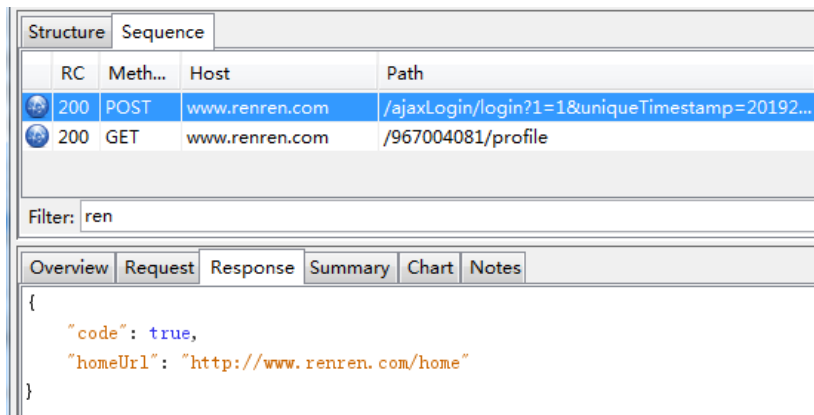 Structure Sequence
RC Meth... Host Path
200 POST www.renren.com /ajaxLogin/login?1=1&uniqueTimestamp=20192...
200 GET www.renren.com /967004081/profile
Filter: ren
Overview Request Response Summary Chart Notes
{
"code": true,
"homeUrl": "http://www.renren.com/home"
}